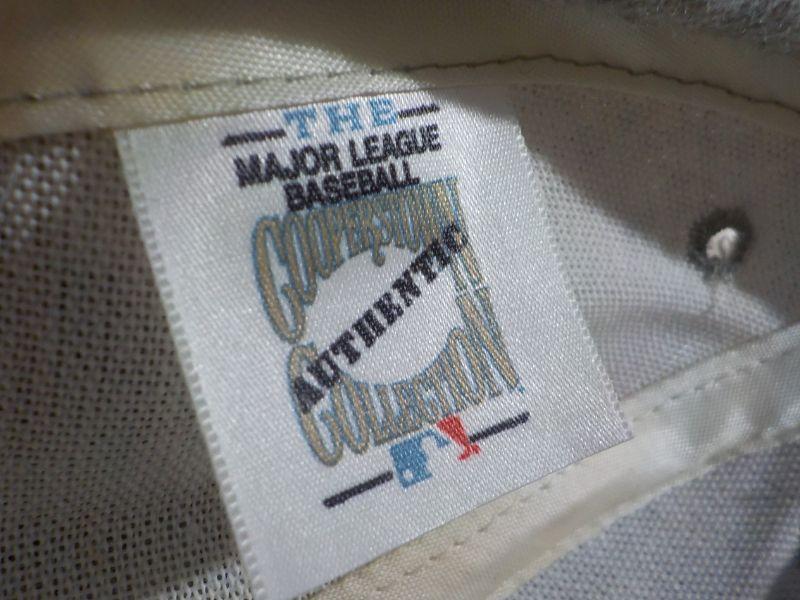 THE
MAJOR LEAGUE
BASEBALL
COOPERSTOWN
AUTHENTIC
COLLECTION